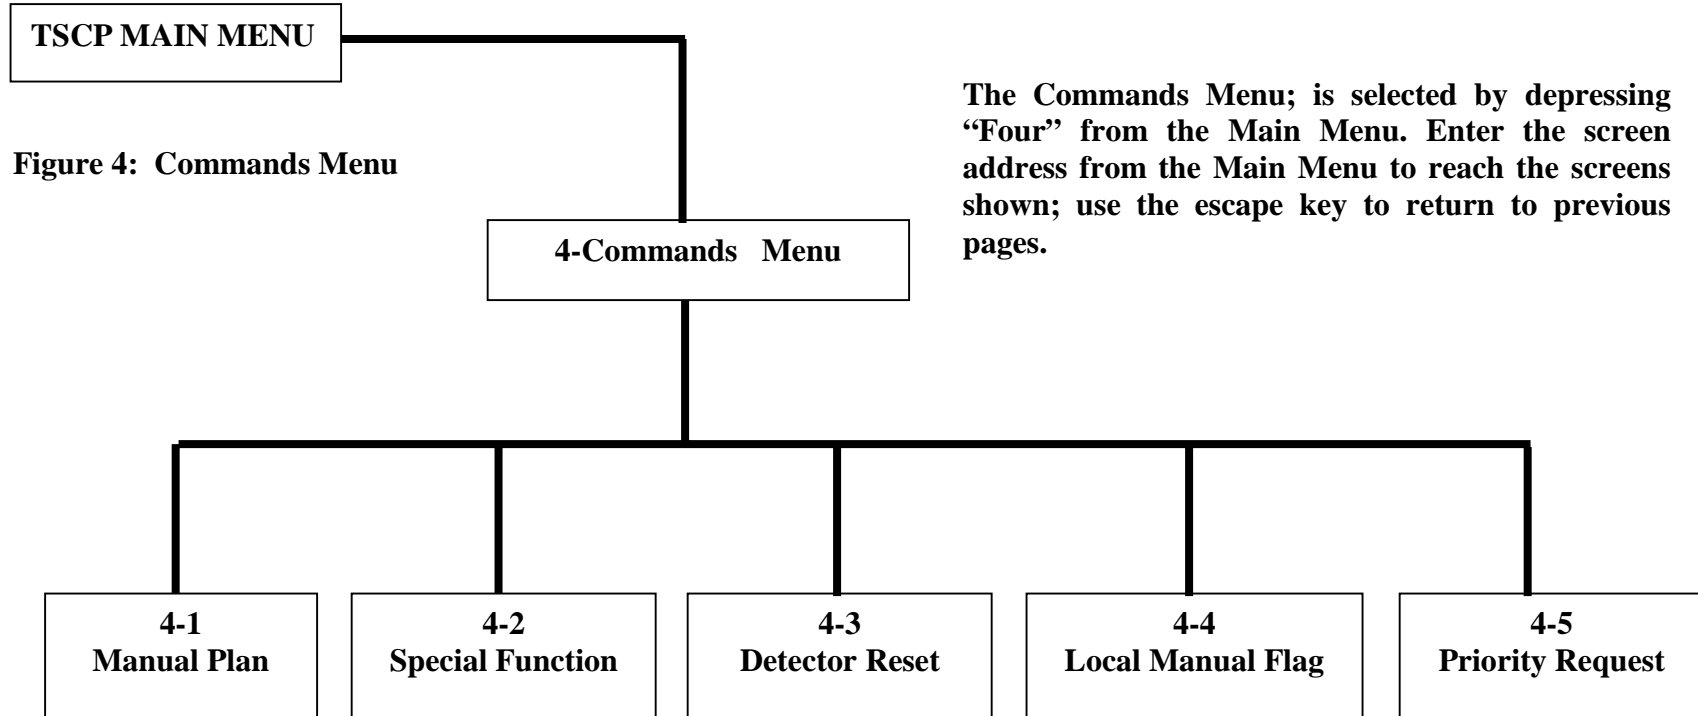 TSCP MAIN MENU
The Commands Menu; is selected by depressing
“Four” from the Main Menu. Enter the screen
address from the Main Menu to reach the screens
shown; use the escape key to return to previous
pages.
Figure 4: Commands Menu
4-Commands Menu
4-1
Manual Plan
4-2
Special Function
4-3
Detector Reset
4-4
Local Manual Flag
4-5
Priority Request